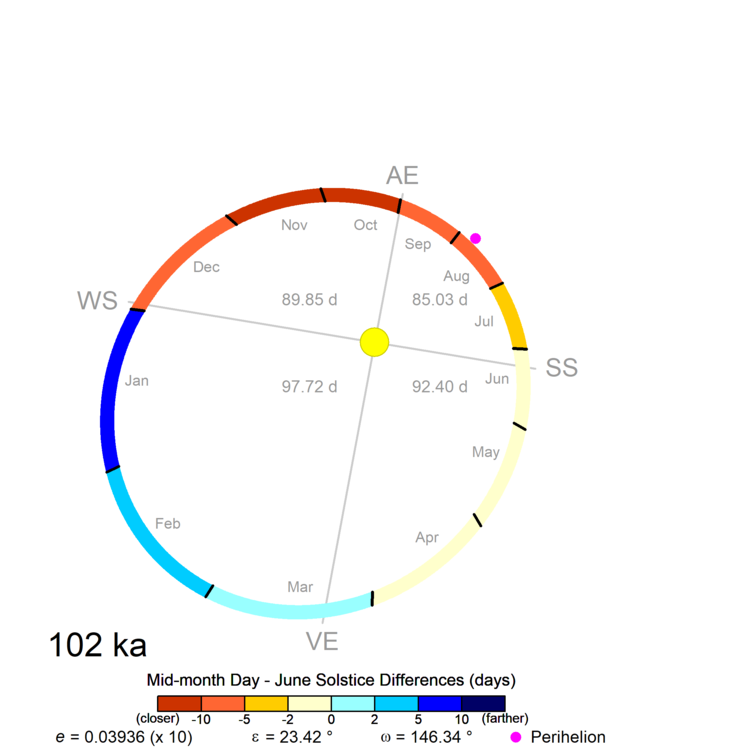 AE
Nov
Oct
Sep
Dec
Aug
WS
89.85 d
85.03 d
Jul
SS
Jan
97.72 d
92.40 d
Jun
May
Feb
Apr
Mar
VE
102 ka
Mid-month Day - June Solstice Differences (days)
(closer) -10 -5 -2 0 2 5 10 (farther)
e = 0.03936 (x 10) ε = 23.42 ° ω = 146.34 ° Perihelion